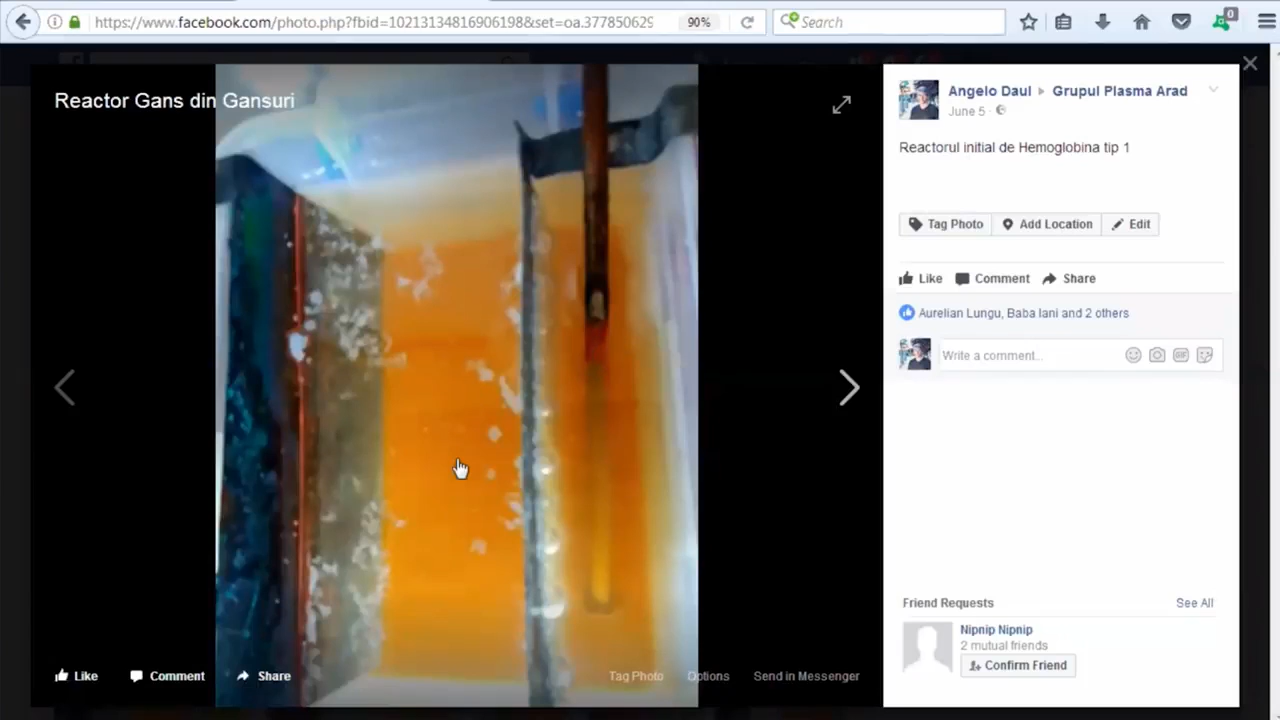 https://www.facebook.com/photo.php?fbid=10213134816906198&set=oa.377850629
90%
Search
0
Reactor Gans din Gansuri
Angelo Daul ▸ Grupul Plasma Arad
June 5
Reactorul initial de Hemoglobina tip 1
Tag Photo Add Location Edit
Like Comment Share
Aurelian Lungu, Baba Iani and 2 others
Write a comment...
GIF
Friend Requests See All
Nipnip Nipnip
2 mutual friends
Confirm Friend
Like Comment Share Tag Photo Options Send in Messenger